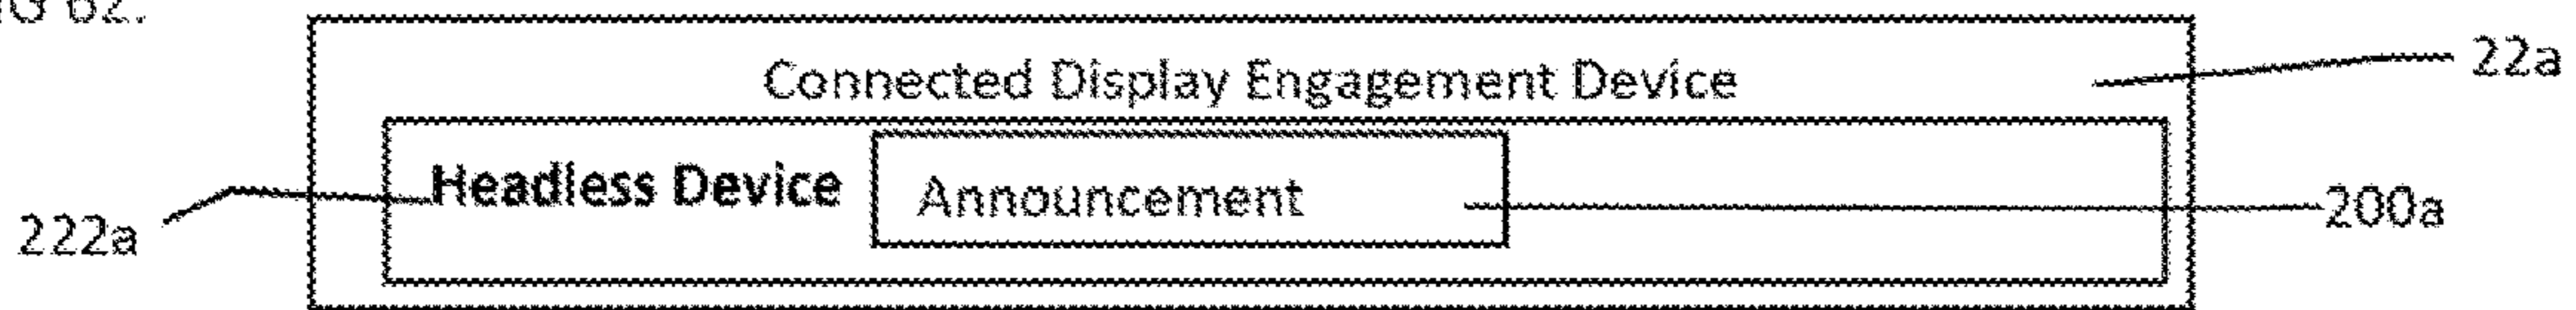 Connected Display Engagement Device
22a
Headless Device
Announcement
222a
200a